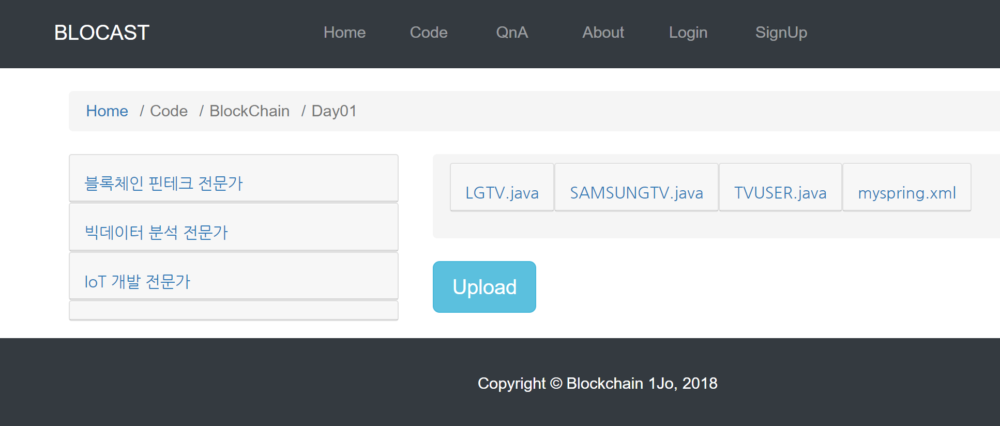 BLOCAST Home Code QnA About Login SignUp
Home / Code / BlockChain / Day01
블록체인 핀테크 전문가
빅데이터 분석 전문가
IoT 개발 전문가
LGTV.java SAMSUNGTV.java TVUSER.java myspring.xml
Upload
Copyright © Blockchain 1Jo, 2018